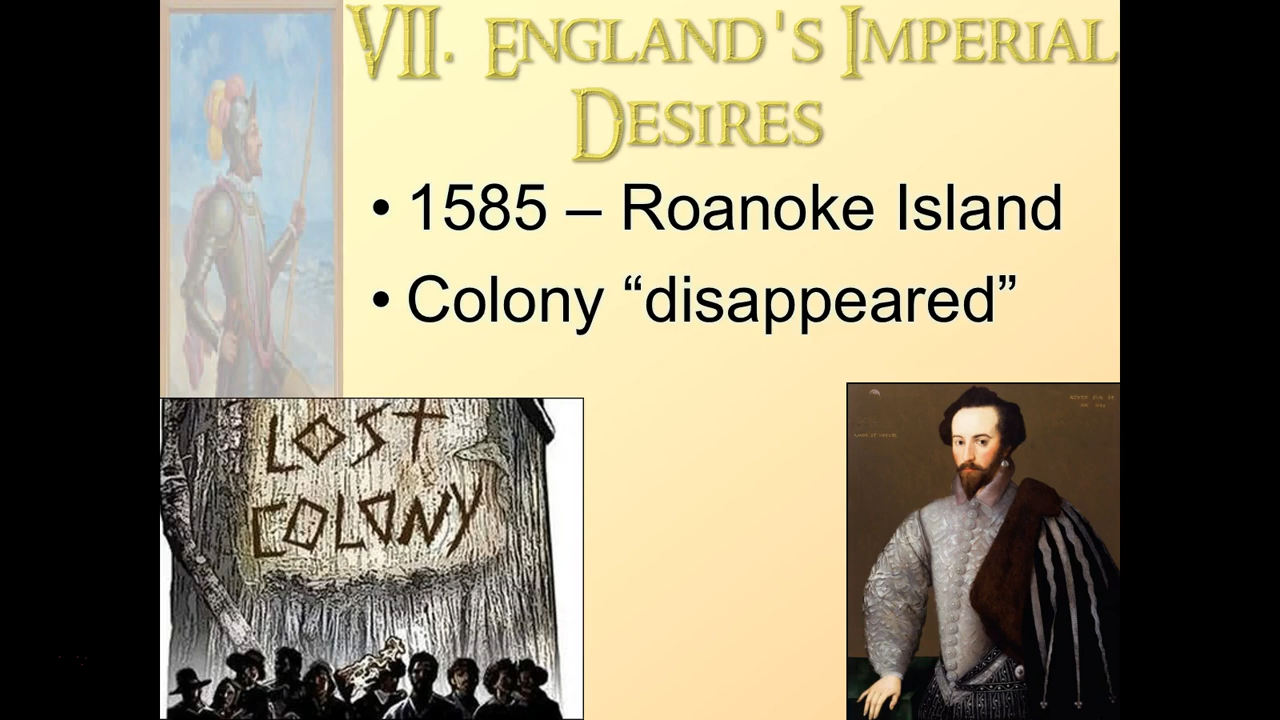 VII. ENGLAND'S IMPERIAL
DESIRES
• 1585 – Roanoke Island
• Colony “disappeared”
LOST
COLONY